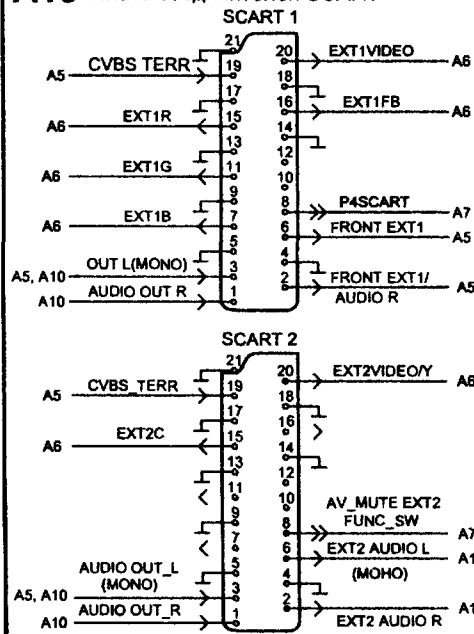 SCART 1
21
20
EXT1VIDEO
A6
A5
CVBS TERR
19
18
17
16
EXT1FB
A6
A6
EXT1R
15
14
13
12
A6
EXT1G
11
10
9
8
P4SCART
A7
A6
EXT1B
7
6
FRONT EXT1
A5
5
4
A5, A10
OUT L(MONO)
3
2
FRONT EXT1/
AUDIO R
A5
A10
AUDIO OUT R
1
SCART 2
21
20
EXT2VIDEO/Y
A6
A5
CVBS_TERR
19
18
17
16
A6
EXT2C
15
14
13
12
11
10
9
AV_MUTE EXT2
FUNC_SW
8
A7
7
6
EXT2 AUDIO L
(MOHO)
A1
5
4
A5, A10
AUDIO OUT_L
(MONO)
3
2
EXT2 AUDIO R
A1
A10
AUDIO OUT_R
1